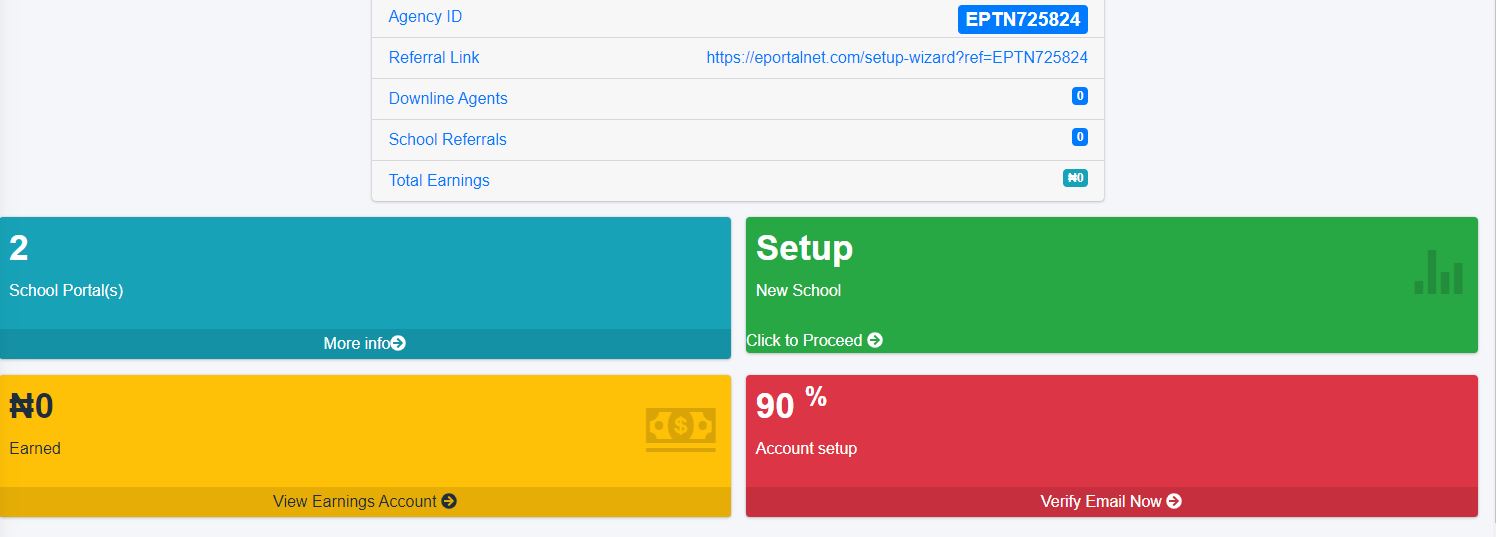 Agency ID EPTN725824
Referral Link https://eportalnet.com/setup-wizard?ref=EPTN725824
Downline Agents 0
School Referrals 0
Total Earnings ₦0
2
School Portal(s)
More info
Setup
New School
Click to Proceed
₦0
Earned
View Earnings Account
90 %
Account setup
Verify Email Now